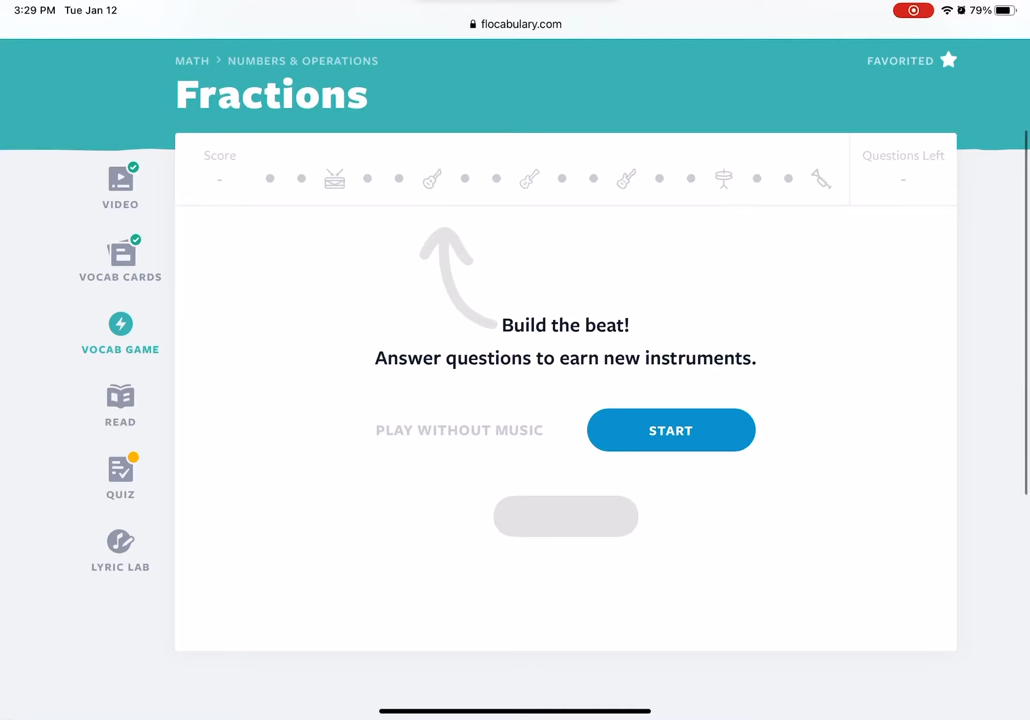 3:29 PM Tue Jan 12
79%
flocabulary.com
MATH > NUMBERS & OPERATIONS
FAVORITED
Fractions
Score
-
Questions Left
-
VIDEO
VOCAB CARDS
VOCAB GAME
READ
QUIZ
LYRIC LAB
Build the beat!
Answer questions to earn new instruments.
PLAY WITHOUT MUSIC
START